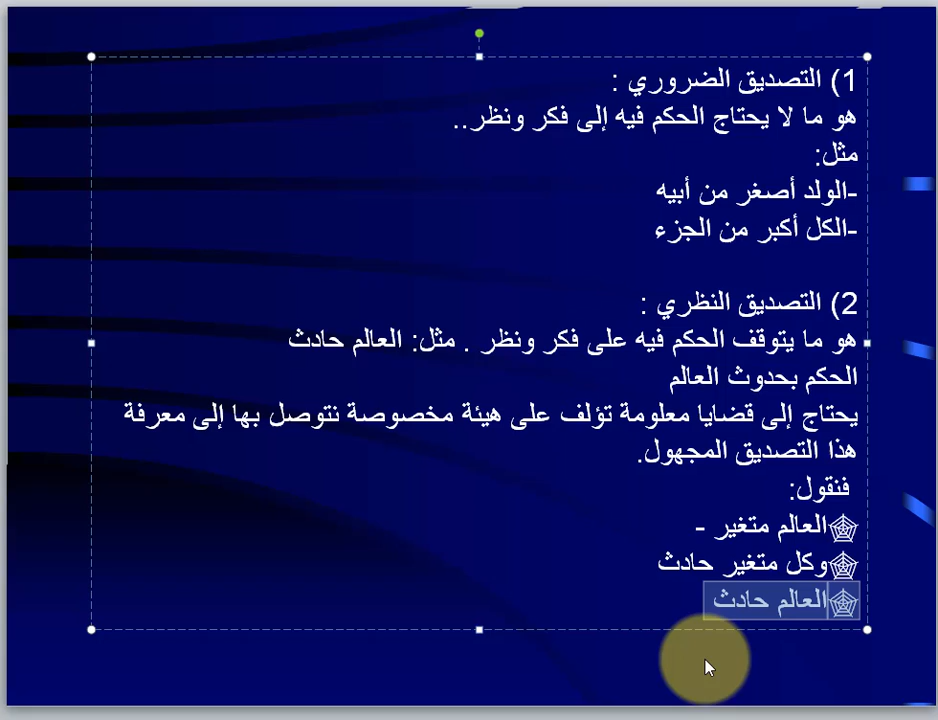 1) التصديق الضروري :
هو ما لا يحتاج الحكم فيه إلى فكر ونظر..
مثل:
-الولد أصغر من أبيه
-الكل أكبر من الجزء
2) التصديق النظري :
هو ما يتوقف الحكم فيه على فكر ونظر . مثل: العالم حادث
الحكم بحدوث العالم
يحتاج إلى قضايا معلومة تؤلف على هيئة مخصوصة نتوصل بها إلى معرفة
هذا التصديق المجهول.
فنقول:
العالم متغير -
وكل متغير حادث
العالم حادث